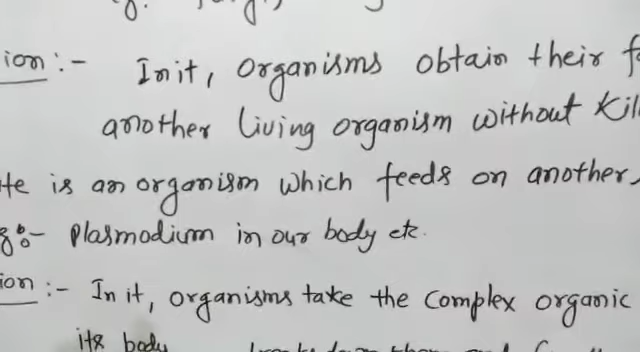 ion :- In it, organisms obtain their
another living organism without
is an organism which feeds on another
Plasmodium in our body etc.
ion :- In it, organisms take the complex organic
its body